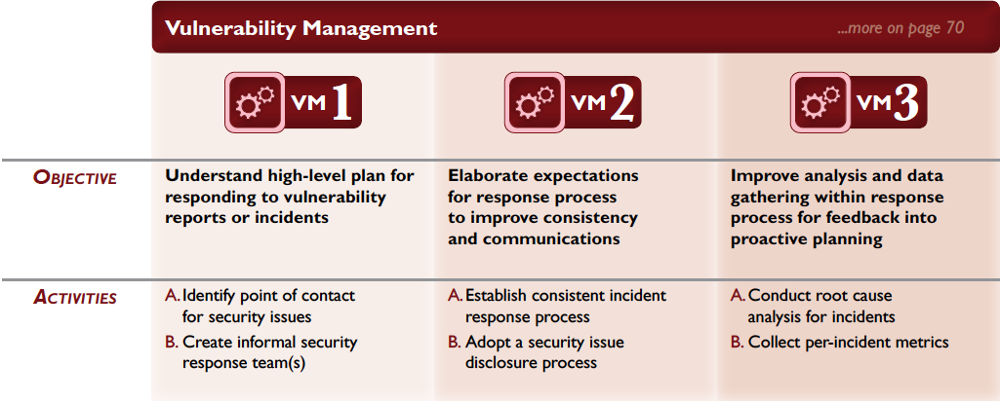 Vulnerability Management ...more on page 70
VM 1
VM 2
VM 3
OBJECTIVE
Understand high-level plan for
responding to vulnerability
reports or incidents
Elaborate expectations
for response process
to improve consistency
and communications
Improve analysis and data
gathering within response
process for feedback into
proactive planning
ACTIVITIES
A. Identify point of contact
for security issues
B. Create informal security
response team(s)
A. Establish consistent incident
response process
B. Adopt a security issue
disclosure process
A. Conduct root cause
analysis for incidents
B. Collect per-incident metrics